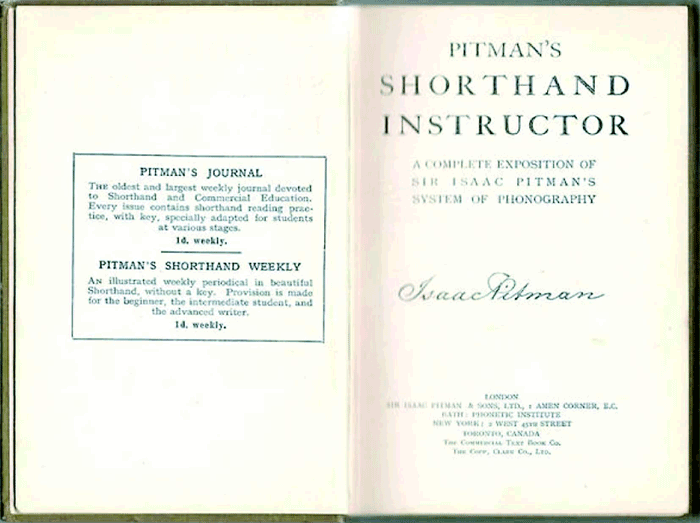 PITMAN'S JOURNAL
THE oldest and largest weekly journal devoted
to Shorthand and Commercial Education.
Every issue contains shorthand reading prac-
tice, with key, specially adapted for students
at various stages.
1d. weekly.
PITMAN'S SHORTHAND WEEKLY
AN illustrated weekly periodical in beautiful
Shorthand, without a key. Provision is made
for the beginner, the intermediate student, and
the advanced writer.
1d. weekly.
PITMAN'S
SHORTHAND
INSTRUCTOR
A COMPLETE EXPOSITION OF
SIR ISAAC PITMAN'S
SYSTEM OF PHONOGRAPHY
Isaac Pitman
LONDON
SIR ISAAC PITMAN & SONS, LTD., 1 AMEN CORNER, E.C.
BATH: PHONETIC INSTITUTE
NEW YORK: 2 WEST 45TH STREET
TORONTO, CANADA
THE COMMERCIAL TEXT BOOK CO.
THE COPP, CLARK CO., LTD.